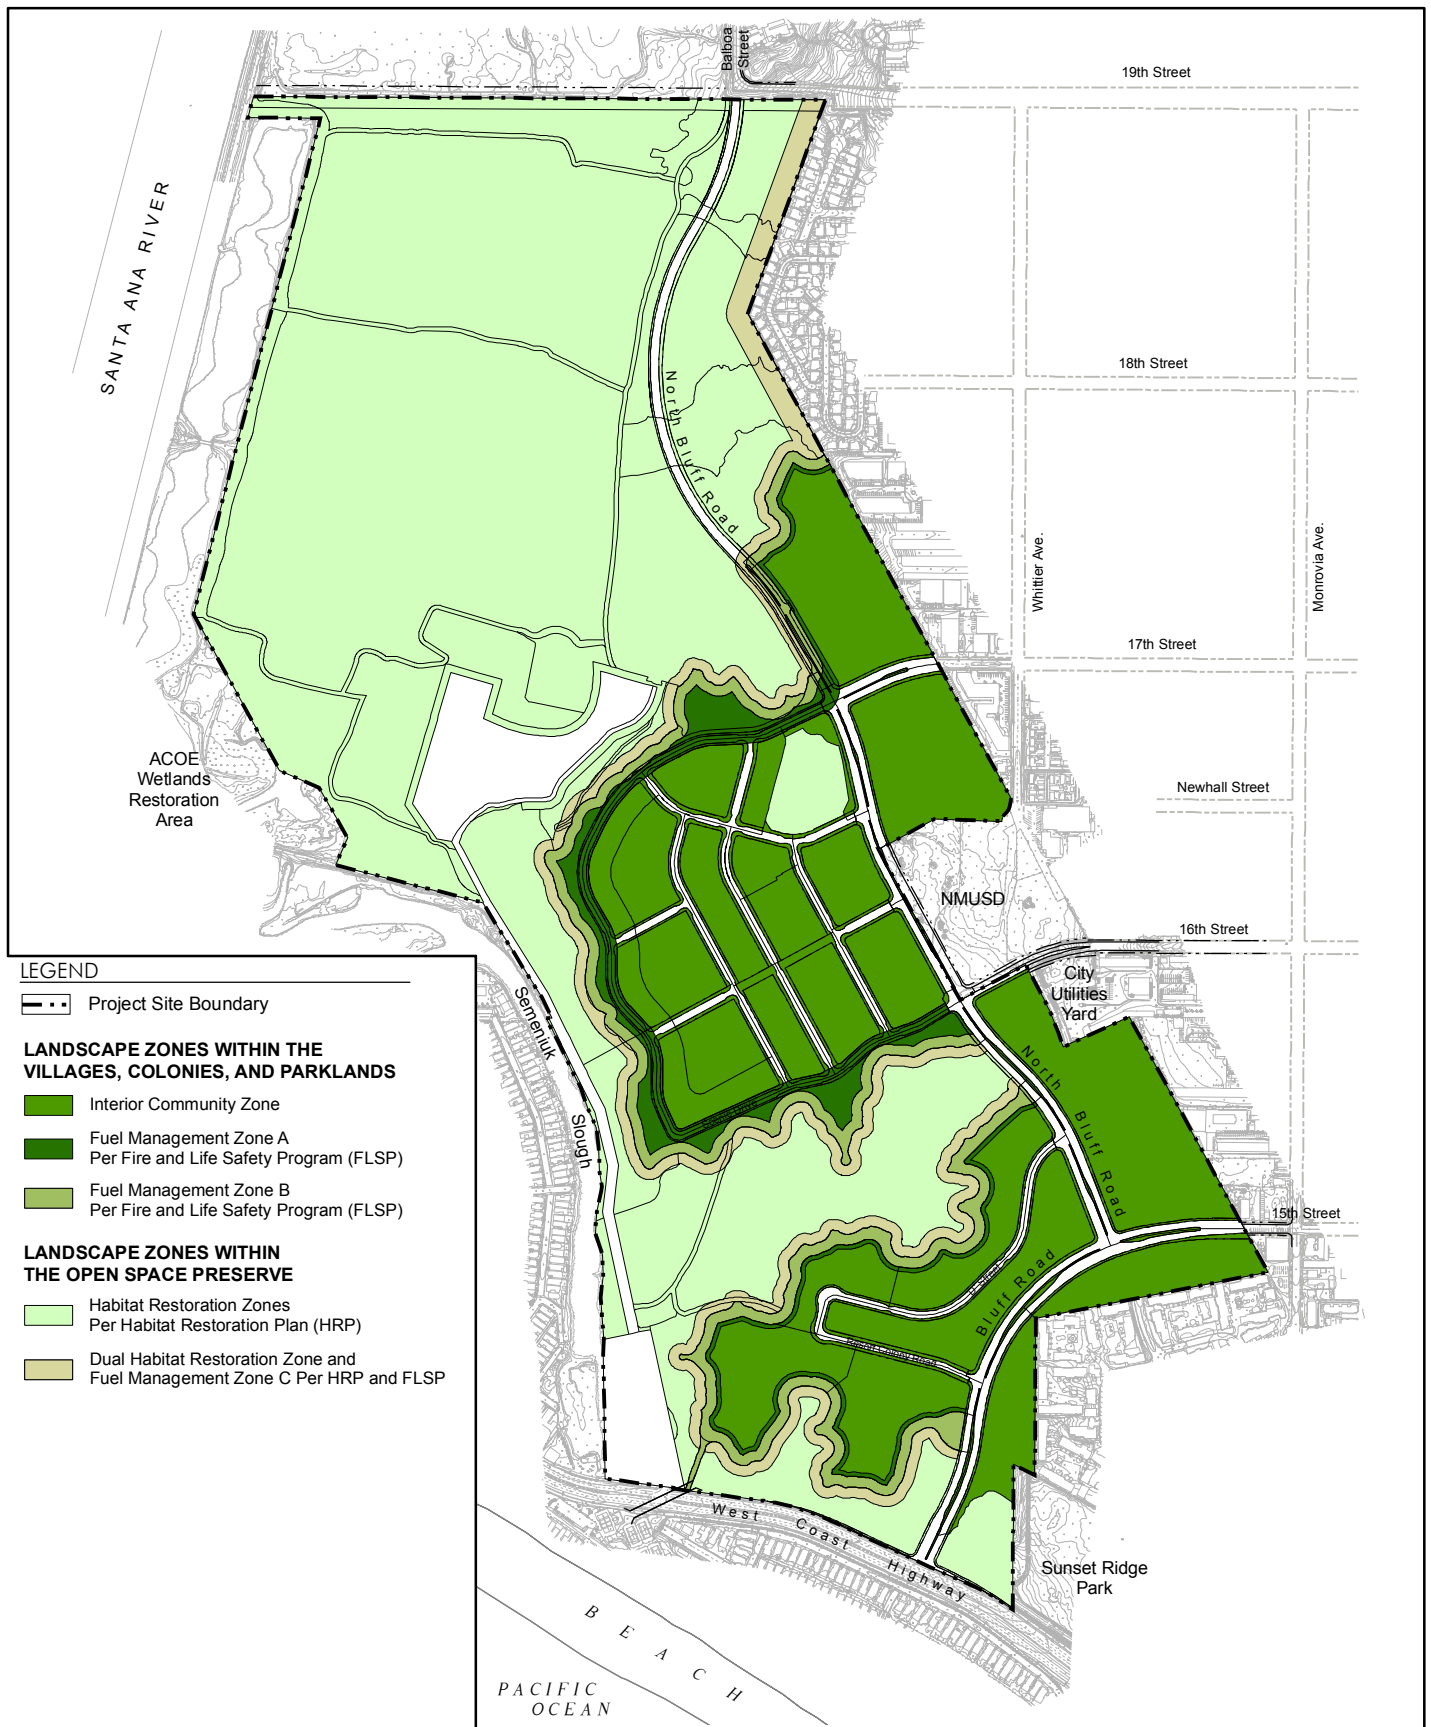 Balboa
Street
19th Street
SANTA ANA RIVER
18th Street
North Bluff Road
Whittier Ave.
Monrovia Ave.
17th Street
ACOE
Wetlands
Restoration
Area
Newhall Street
NMUSD
16th Street
City
Utilities
Yard
LEGEND
Project Site Boundary
LANDSCAPE ZONES WITHIN THE
VILLAGES, COLONIES, AND PARKLANDS
Interior Community Zone
Fuel Management Zone A
Per Fire and Life Safety Program (FLSP)
Fuel Management Zone B
Per Fire and Life Safety Program (FLSP)
LANDSCAPE ZONES WITHIN
THE OPEN SPACE PRESERVE
Habitat Restoration Zones
Per Habitat Restoration Plan (HRP)
Dual Habitat Restoration Zone and
Fuel Management Zone C Per HRP and FLSP
Semeniuk
Slough
North Bluff Road
15th Street
Bluff Road
West Coast Highway
Sunset Ridge
Park
BEACH
PACIFIC
OCEAN